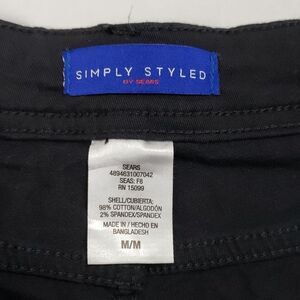 SIMPLY STYLED
BY SEARS
SEARS
4894631007042
SEAS: F8
RN 15099
SHELL/CUBIERTA:
98% COTTON/ALGODÓN
2% SPANDEX/SPANDEX
MADE IN / HECHO EN
BANGLADESH
M/M